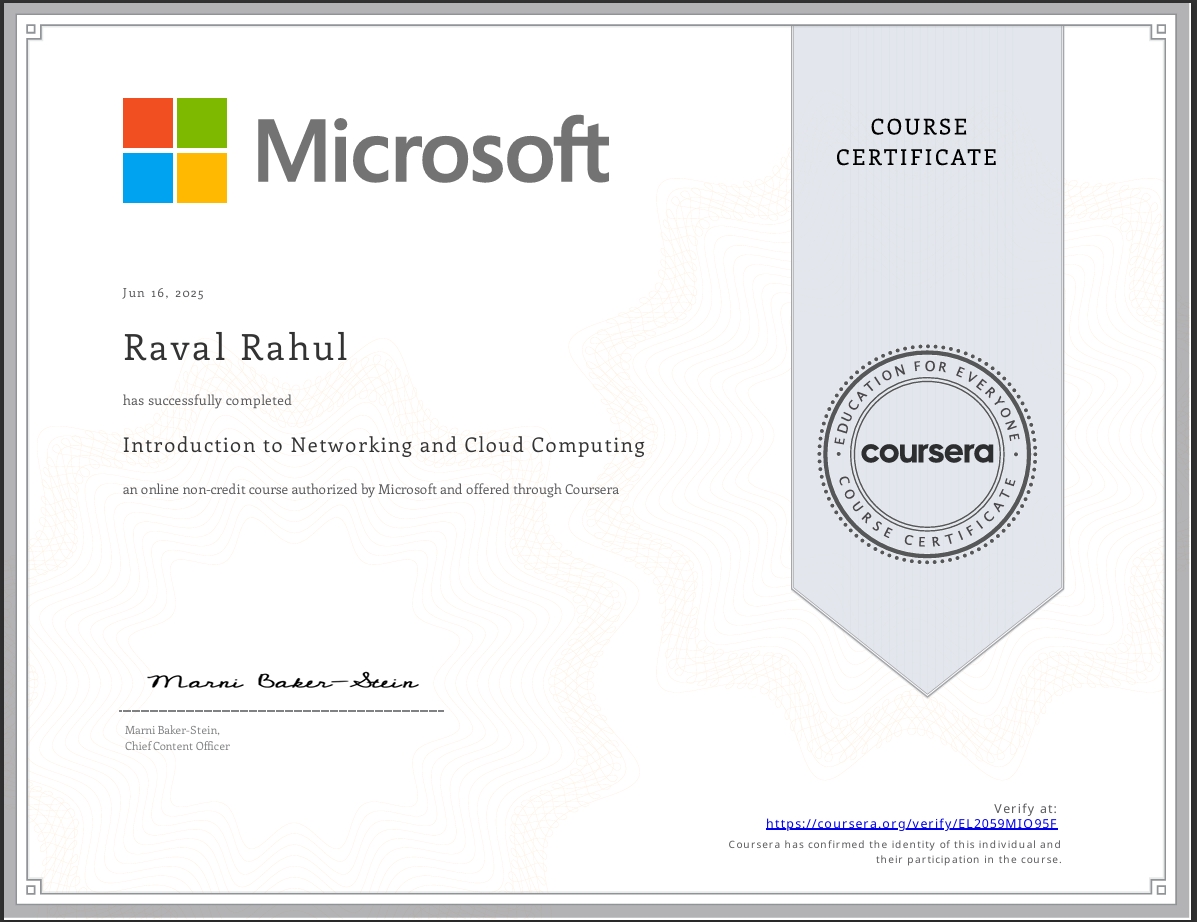 Microsoft
COURSE
CERTIFICATE
Jun 16, 2025
Raval Rahul
has successfully completed
Introduction to Networking and Cloud Computing
an online non-credit course authorized by Microsoft and offered through Coursera
EDUCATION FOR EVERYONE
coursera
COURSE CERTIFICATE
Marni Baker-Stein
Marni Baker-Stein,
Chief Content Officer
Verify at:
https://coursera.org/verify/EL2059MIO95F
Coursera has confirmed the identity of this individual and
their participation in the course.